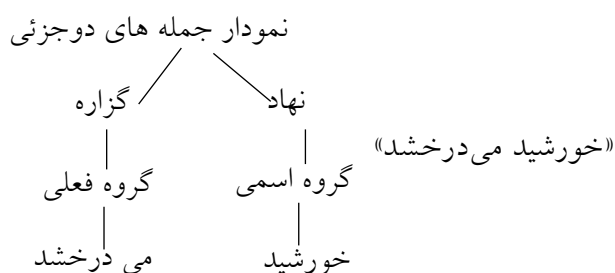 نمودار جمله های دوجزئی
نهاد گزاره
«خورشید می‌درخشد»
گروه اسمی گروه فعلی
خورشید می درخشد